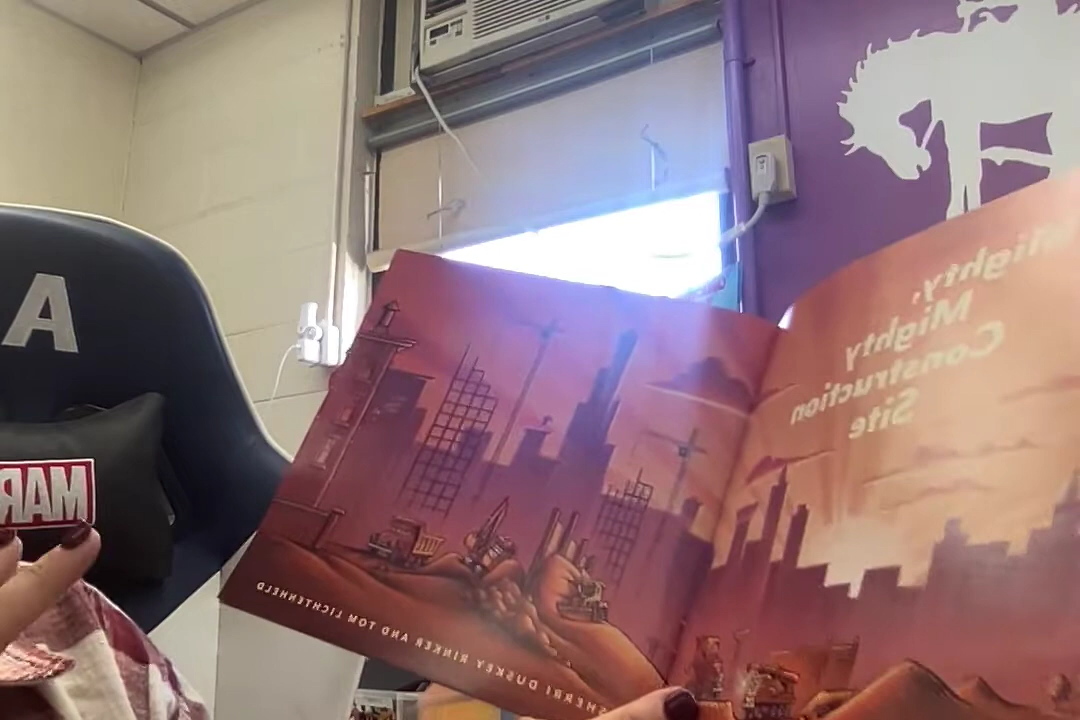 A
MAR
Mighty,
Mighty
Construction
Site
SHERRI DUSKEY RINKER AND TOM LICHTENHELD